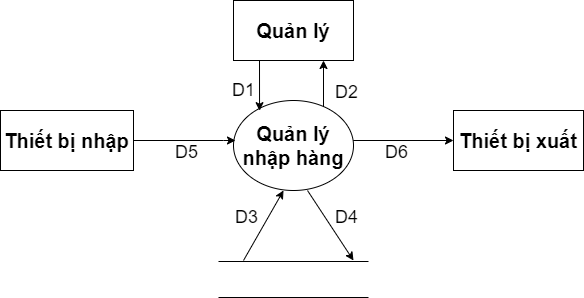 Quản lý
D1
D2
Thiết bị nhập
D5
Quản lý
nhập hàng
D6
Thiết bị xuất
D3
D4